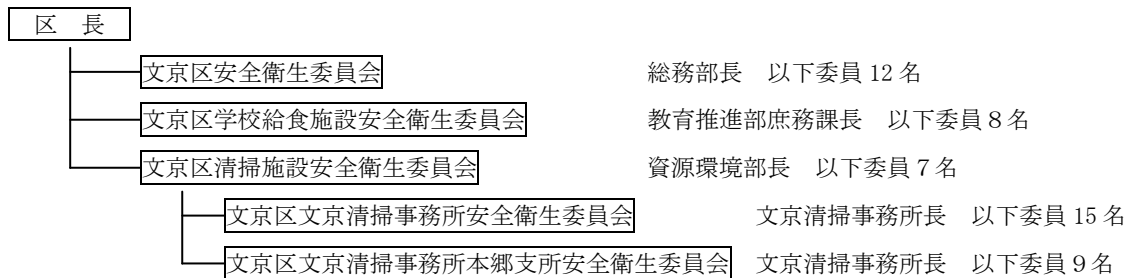 区 長
文京区安全衛生委員会 総務部長 以下委員 12 名
文京区学校給食施設安全衛生委員会 教育推進部庶務課長 以下委員8名
文京区清掃施設安全衛生委員会 資源環境部長 以下委員7名
文京区文京清掃事務所安全衛生委員会 文京清掃事務所長 以下委員 15 名
文京区文京清掃事務所本郷支所安全衛生委員会 文京清掃事務所長 以下委員9名